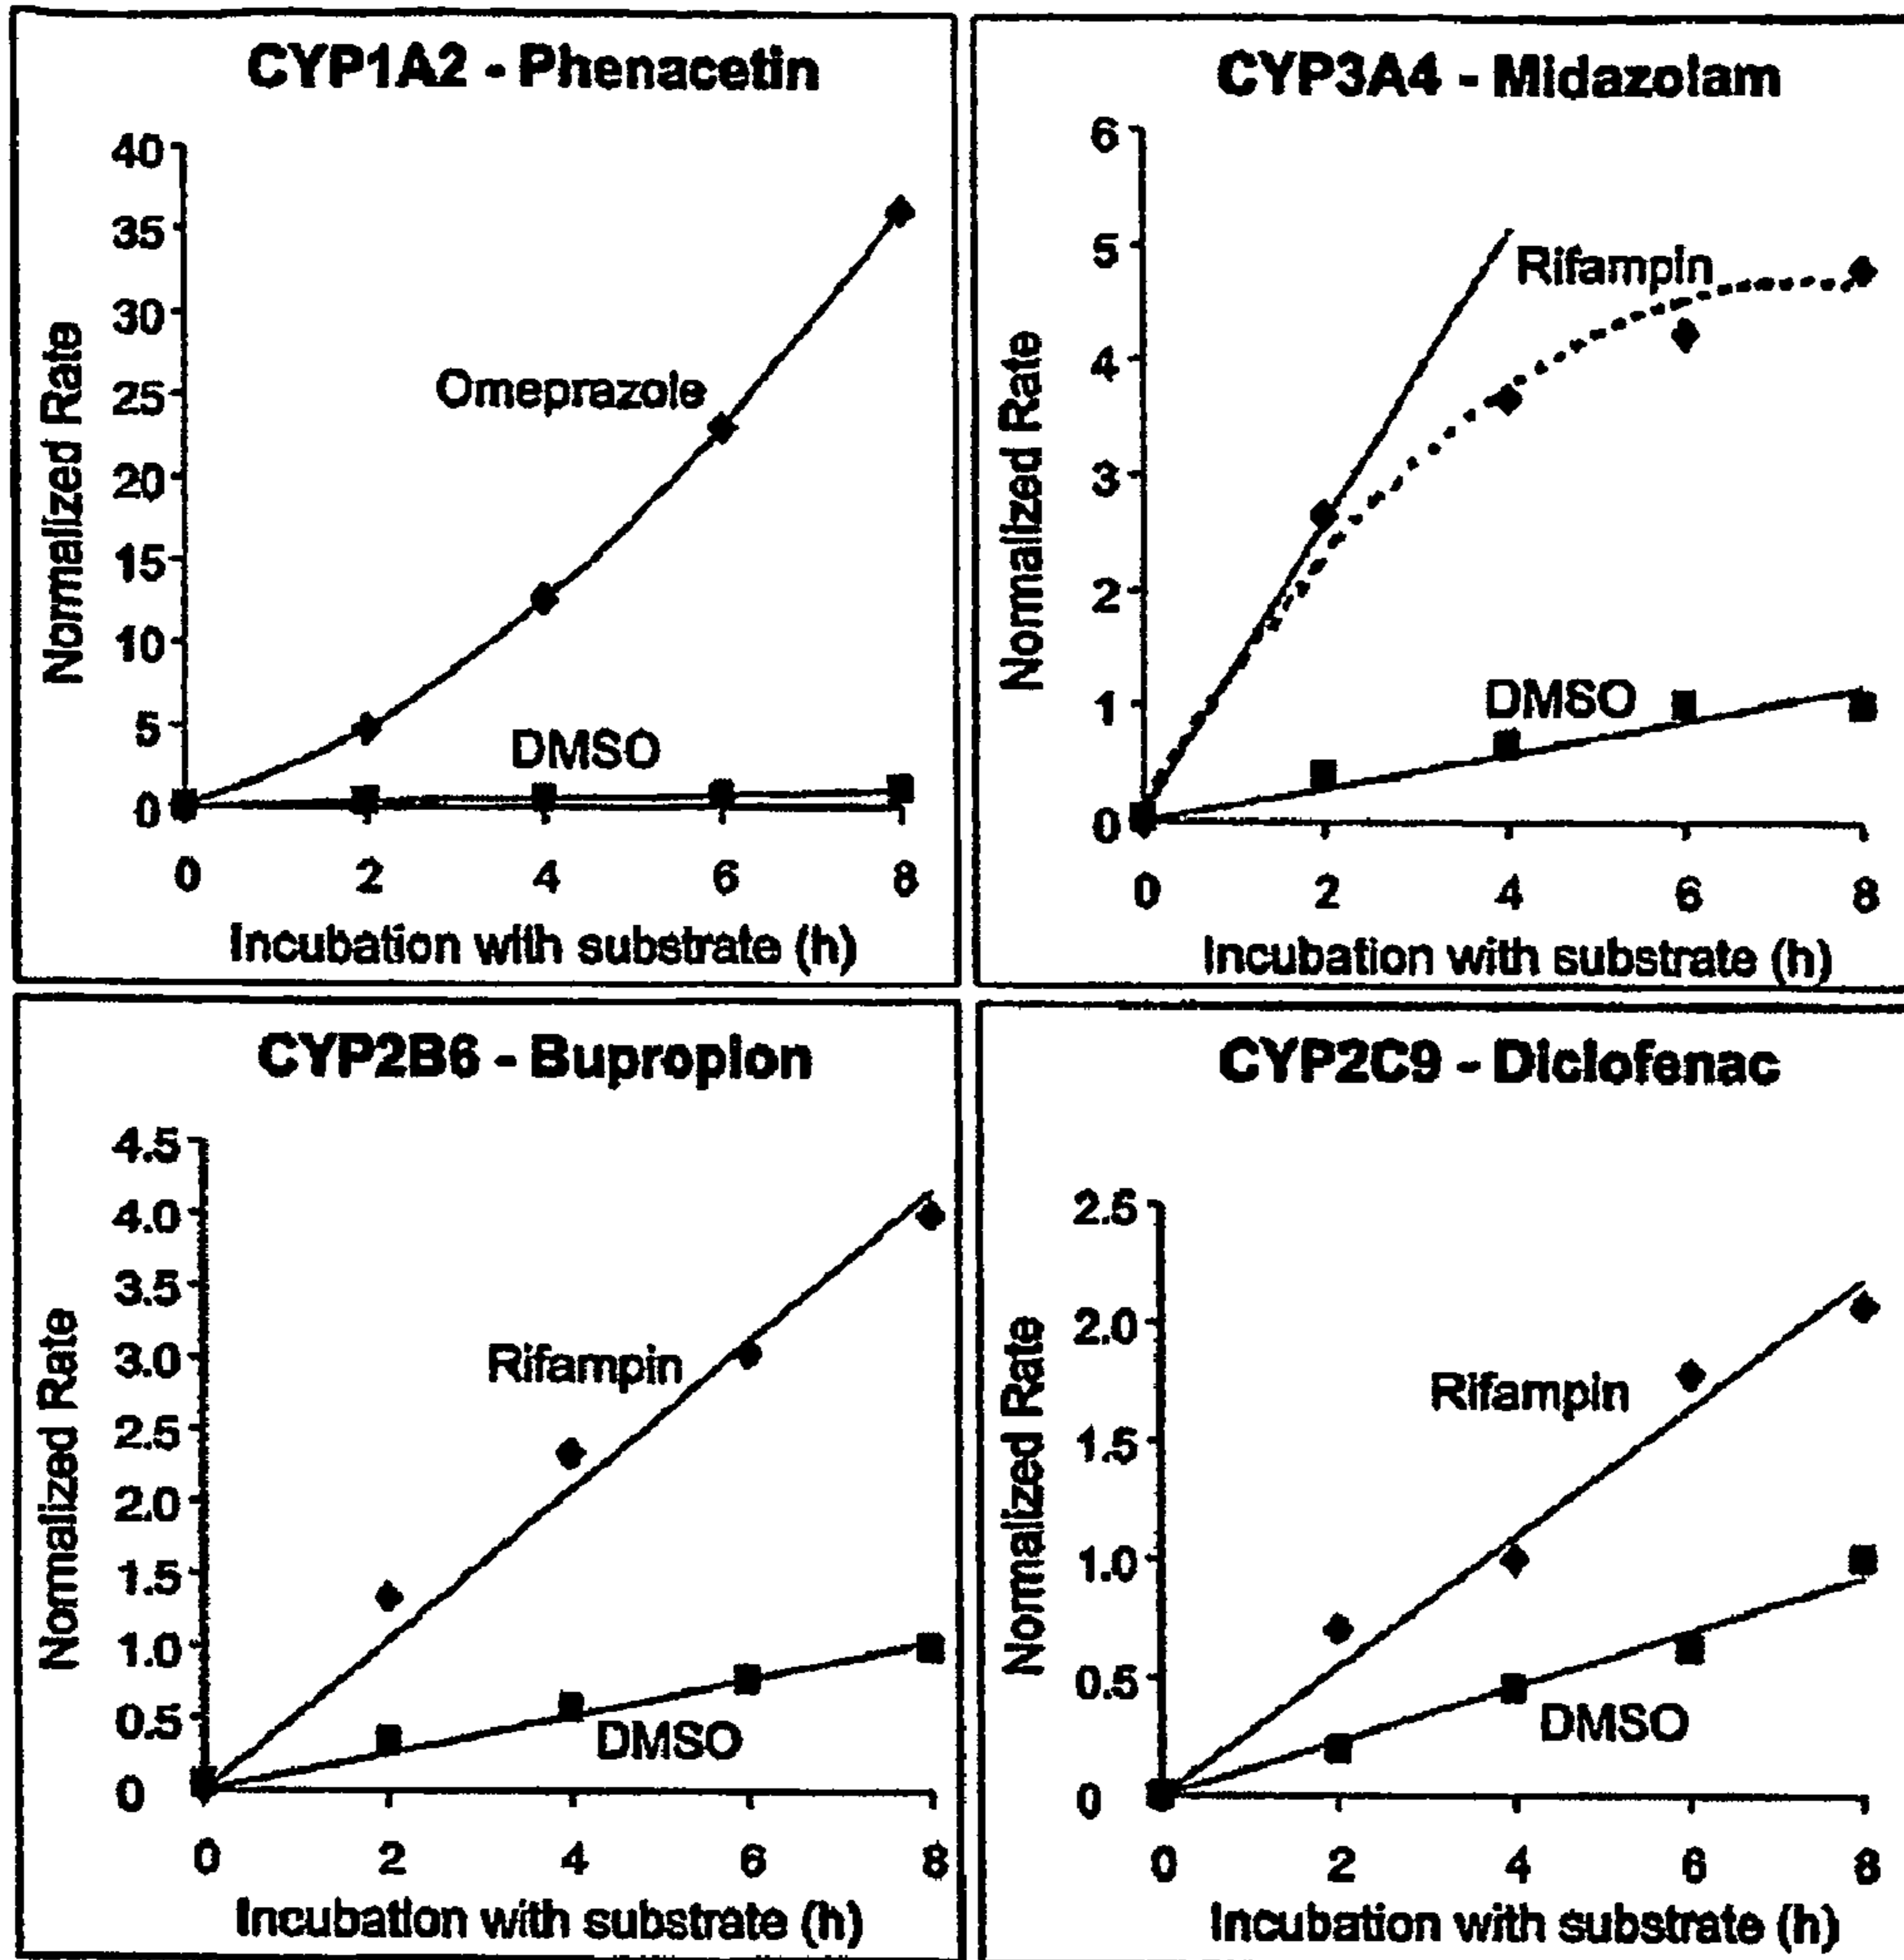 CYP1A2 - Phenacetin
Normalized Rate
40
35
30
25
20
15
10
5
0
Omeprazole
DMSO
0 2 4 6 8
Incubation with substrate (h)
CYP3A4 - Midazolam
Normalized Rate
6
5
4
3
2
1
0
Rifampin
DMSO
0 2 4 6 8
Incubation with substrate (h)
CYP2B6 - Bupropion
Normalized Rate
4.5
4.0
3.5
3.0
2.5
2.0
1.5
1.0
0.5
0
Rifampin
DMSO
0 2 4 6 8
Incubation with substrate (h)
CYP2C9 - Diclofenac
Normalized Rate
2.5
2.0
1.5
1.0
0.5
0
Rifampin
DMSO
0 2 4 6 8
Incubation with substrate (h)